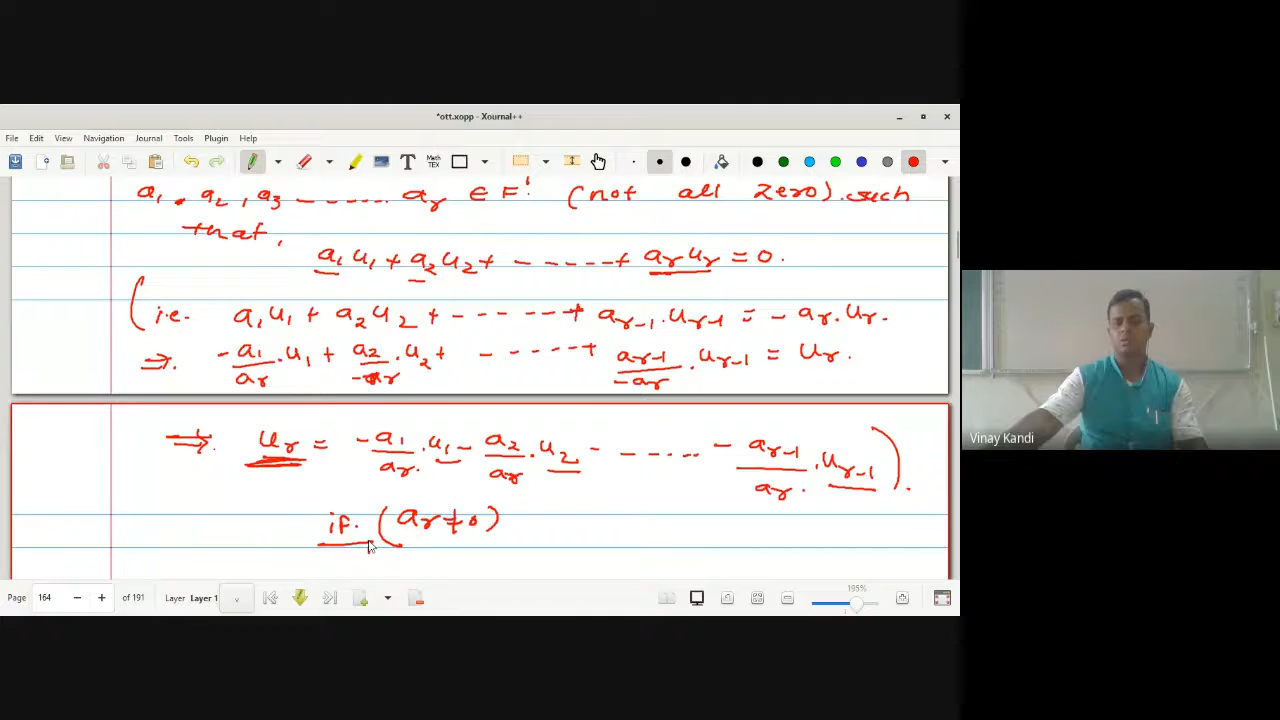 *ott.xopp - Xournal++
File Edit View Navigation Journal Tools Plugin Help
a₁, a₂, a₃ ------- aᵣ ∈ F (not all zero) such
that,
a₁u₁ + a₂u₂ + ------ + aᵣuᵣ = 0.
(i.e. a₁u₁ + a₂u₂ + ------ + aᵣ₋₁.uᵣ₋₁ = - aᵣ.uᵣ.
⇒ -a₁/aᵣ.u₁ + a₂/-aᵣ.u₂ + ------ + aᵣ₋₁/-aᵣ.uᵣ₋₁ = uᵣ.
⇒ uᵣ = -a₁/aᵣ.u₁ - a₂/aᵣ.u₂ - ------ - aᵣ₋₁/aᵣ.uᵣ₋₁).
if. (aᵣ ≠ 0)
Vinay Kandi
Page 164 of 191 Layer Layer 1 195%